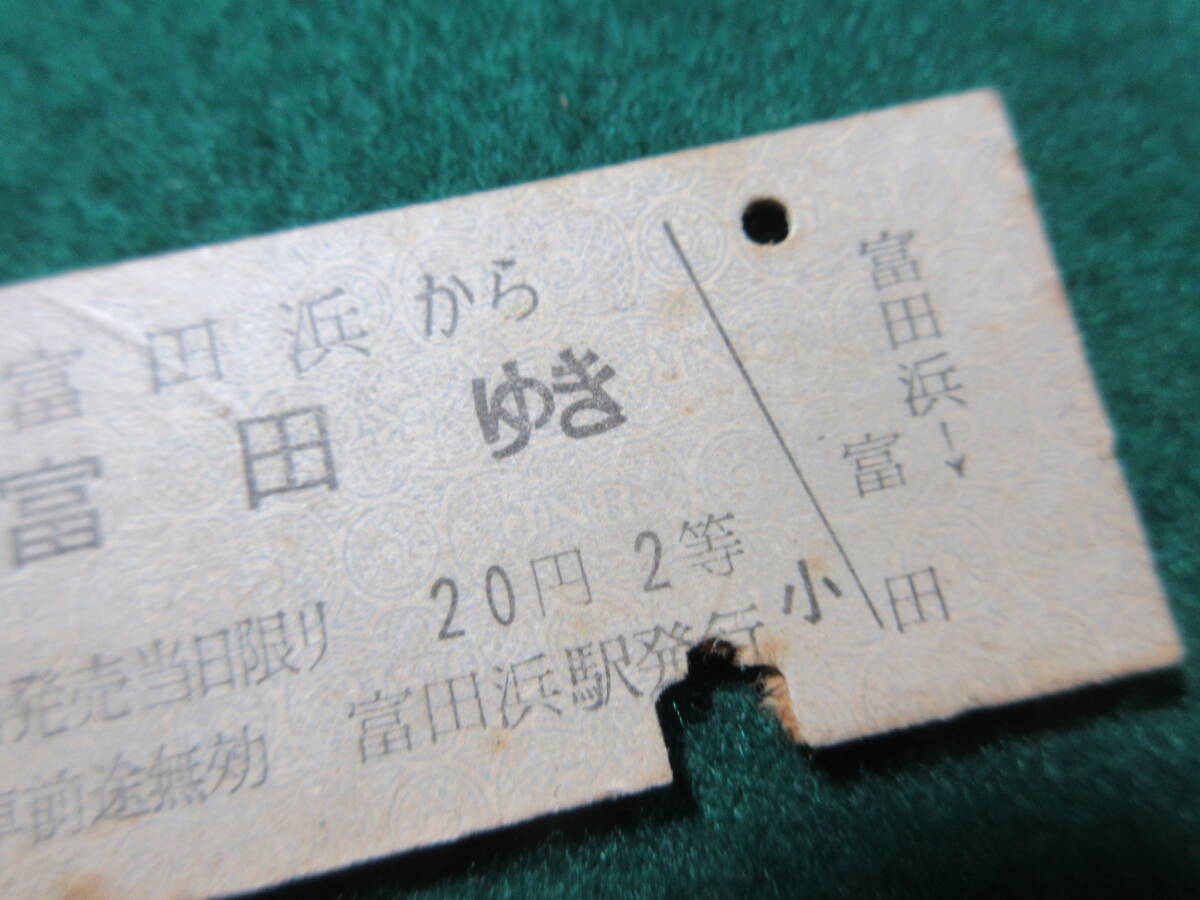 富田浜から
富田ゆき
20円 2等
発売当日限り
前途無効 富田浜駅発行
小
富田浜→
富田